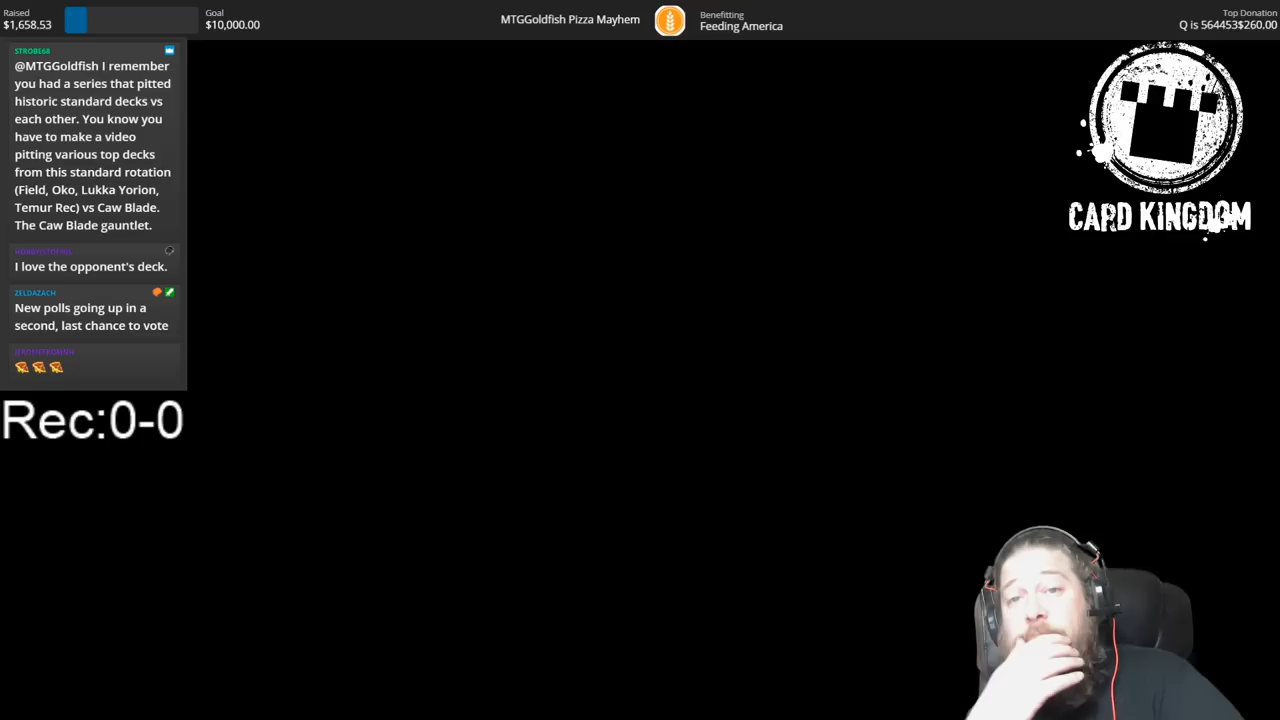 Raised
$1,658.53
Goal
$10,000.00
MTGGoldfish Pizza Mayhem
Benefitting
Feeding America
Top Donation
Q is 564453$260.00
STROBE68
@MTGGoldfish I remember
you had a series that pitted
historic standard decks vs
each other. You know you
have to make a video
pitting various top decks
from this standard rotation
(Field, Oko, Lukka Yorion,
Temur Rec) vs Caw Blade.
The Caw Blade gauntlet.
I love the opponent's deck.
ZELDAZACH
New polls going up in a
second, last chance to vote
Rec:0-0
CARD KINGDOM